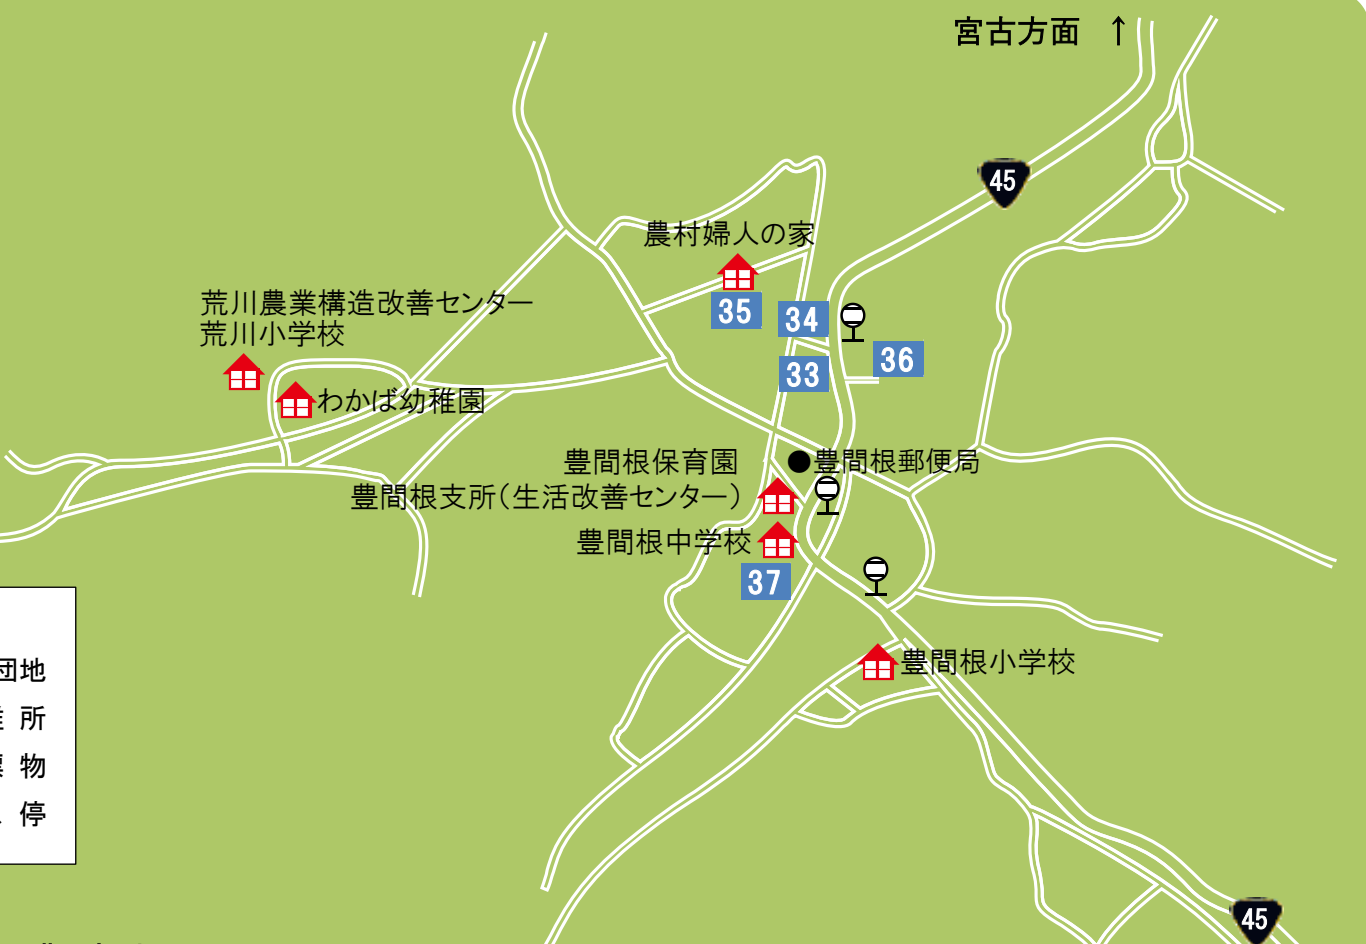 宮古方面 ↑
45
農村婦人の家
35
34
36
33
荒川農業構造改善センター
荒川小学校
わかば幼稚園
豊間根保育園
豊間根郵便局
豊間根支所(生活改善センター)
豊間根中学校
37
豊間根小学校
団地
所
物
停
45